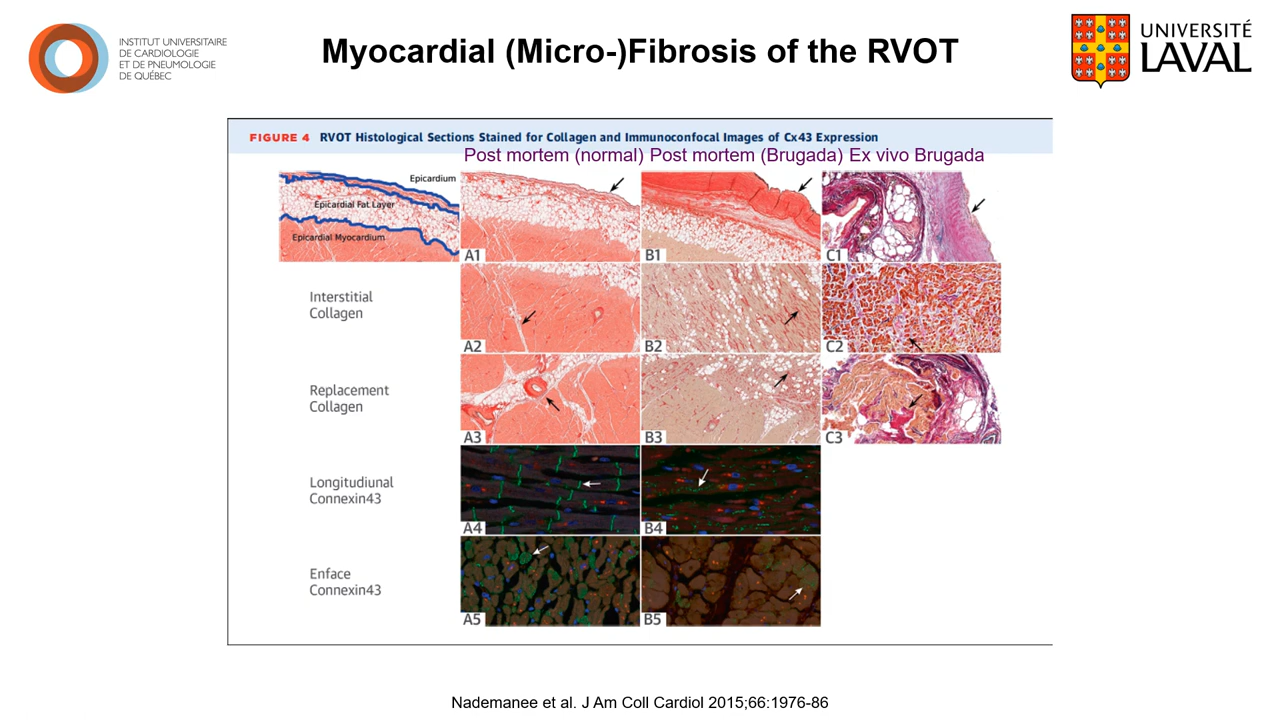 INSTITUT UNIVERSITAIRE
DE CARDIOLOGIE
ET DE PNEUMOLOGIE
DE QUÉBEC
Myocardial (Micro-)Fibrosis of the RVOT
UNIVERSITÉ
LAVAL
FIGURE 4 RVOT Histological Sections Stained for Collagen and Immunoconfocal Images of Cx43 Expression
Post mortem (normal) Post mortem (Brugada) Ex vivo Brugada
Epicardium
Epicardial Fat Layer
Epicardial Myocardium
A1
B1
C1
Interstitial
Collagen
A2
B2
C2
Replacement
Collagen
A3
B3
C3
Longitudiunal
Connexin43
A4
B4
Enface
Connexin43
A5
B5
Nademanee et al. J Am Coll Cardiol 2015;66:1976-86